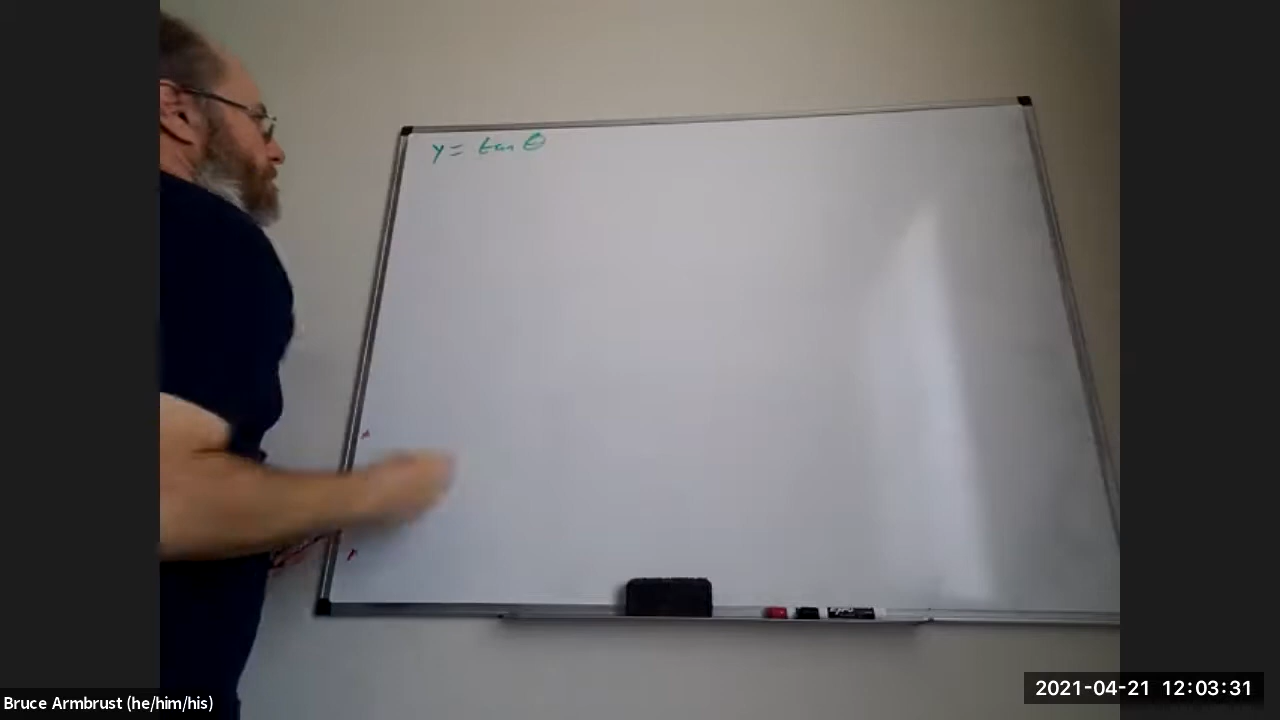 y = tan θ
Bruce Armbrust (he/him/his)
2021-04-21 12:03:31